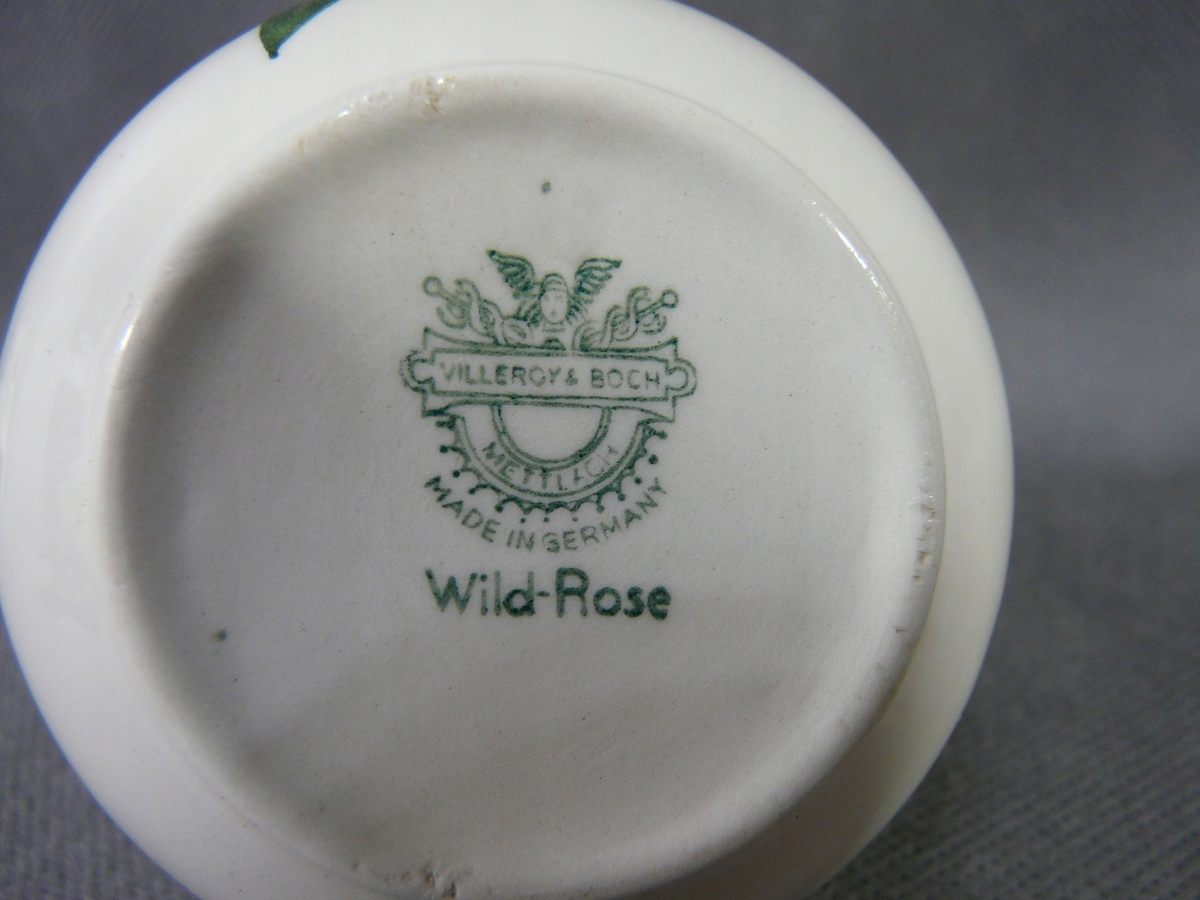 VILLEROY & BOCH
METTLACH
MADE IN GERMANY
Wild-Rose